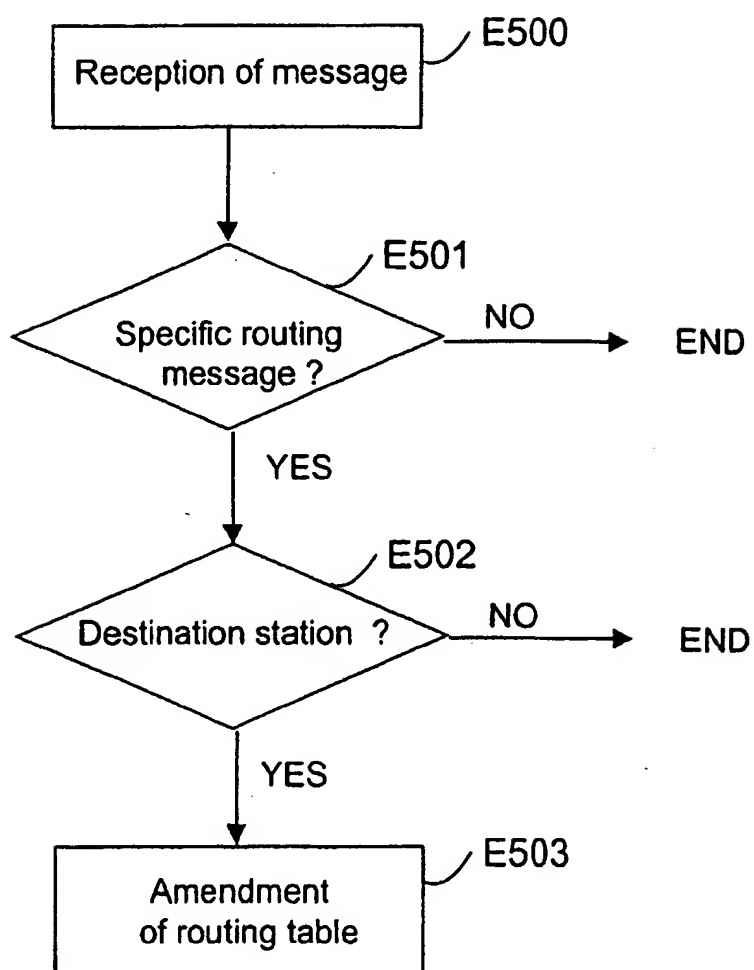 E500
Reception of message
E501
Specific routing
message ?
NO
END
YES
E502
Destination station ?
NO
END
YES
E503
Amendment
of routing table